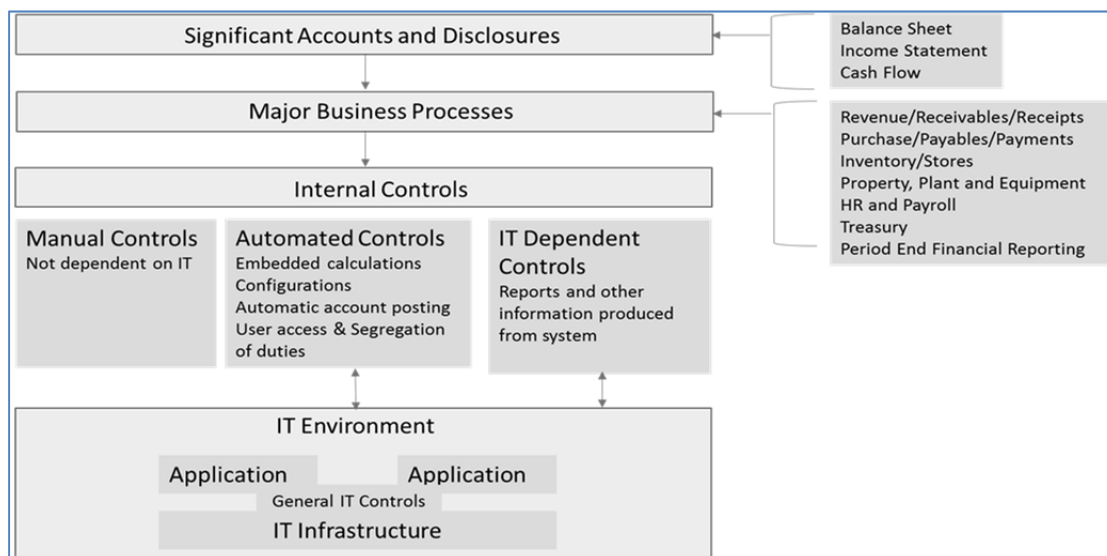 Significant Accounts and Disclosures
Balance Sheet
Income Statement
Cash Flow
Major Business Processes
Revenue/Receivables/Receipts
Purchase/Payables/Payments
Inventory/Stores
Property, Plant and Equipment
HR and Payroll
Treasury
Period End Financial Reporting
Internal Controls
Manual Controls
Not dependent on IT
Automated Controls
Embedded calculations
Configurations
Automatic account posting
User access & Segregation
of duties
IT Dependent
Controls
Reports and other
information produced
from system
IT Environment
Application
Application
General IT Controls
IT Infrastructure